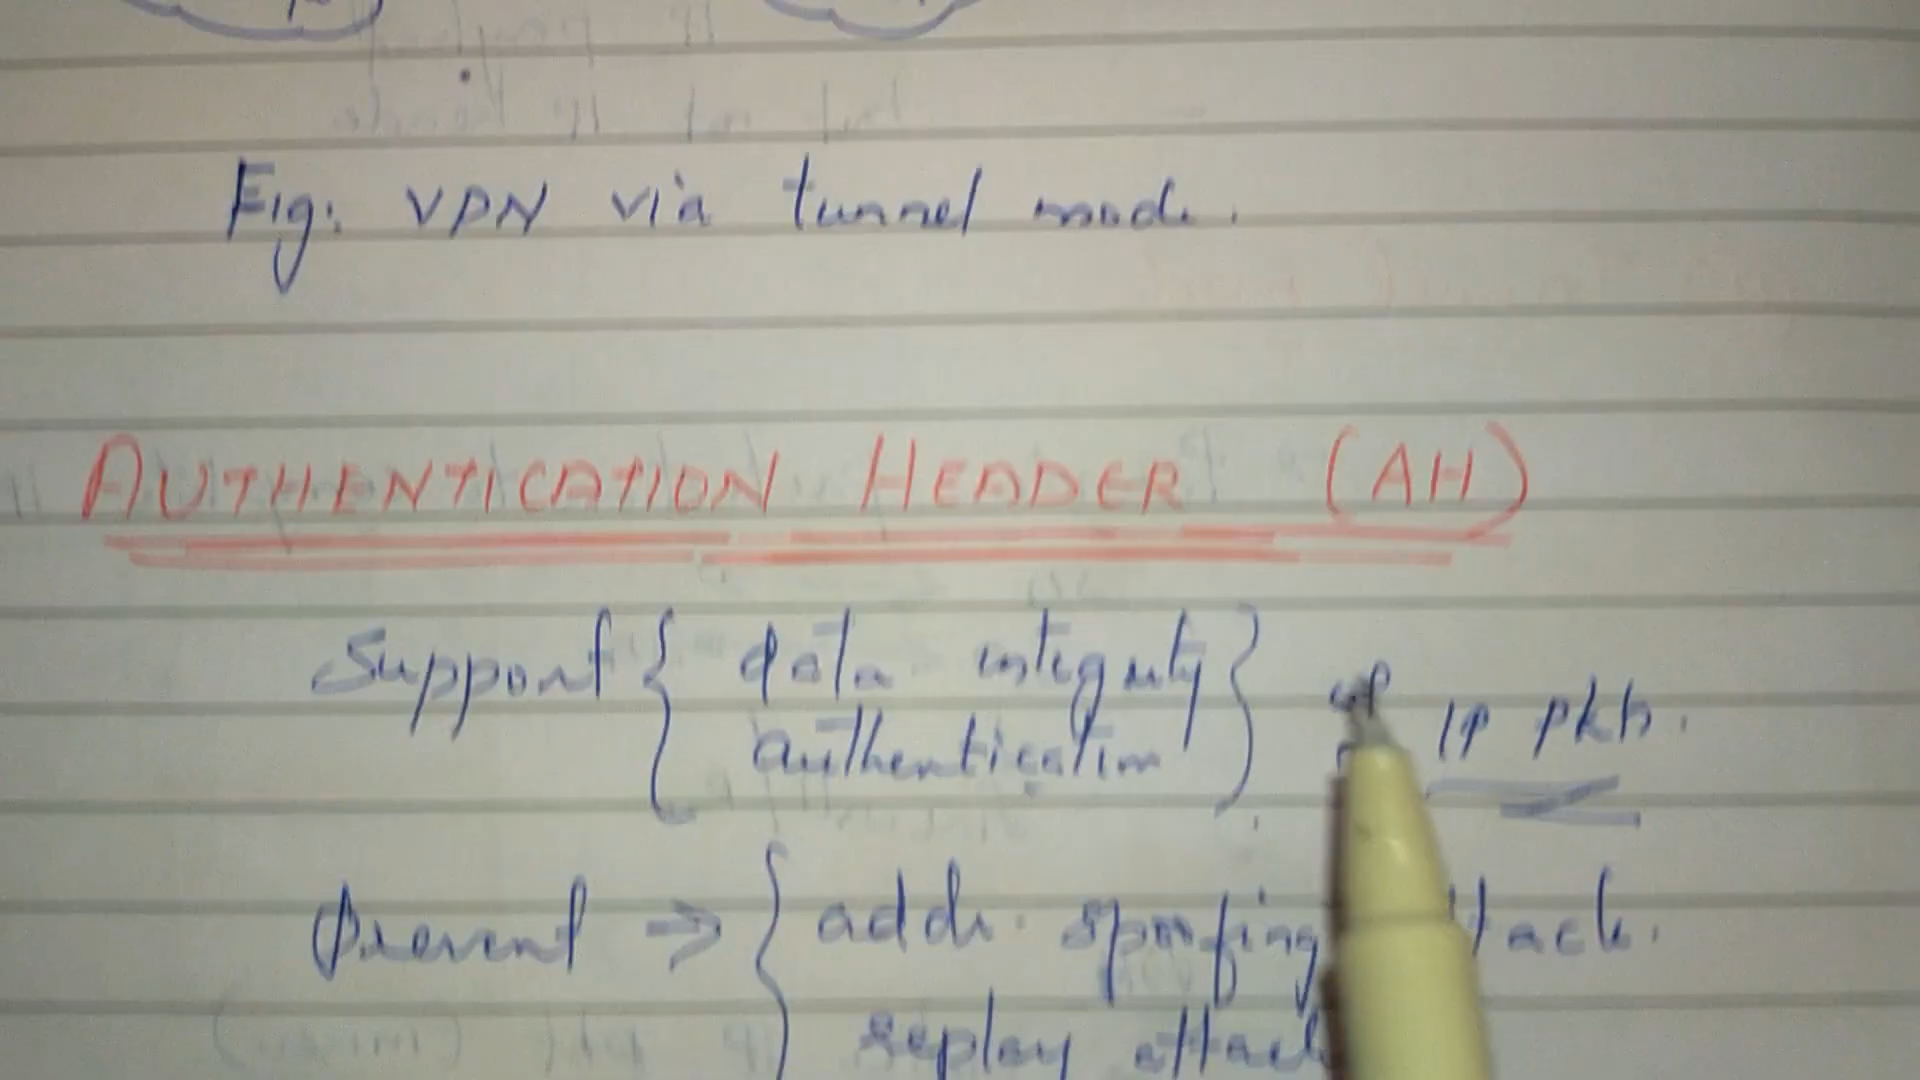 Fig: VPN via tunnel mode.
AUTHENTICATION HEADER (AH)
Support { data integrity } of IP pkts.
authentication
Prevent => { addr. spoofing attack.
replay attack